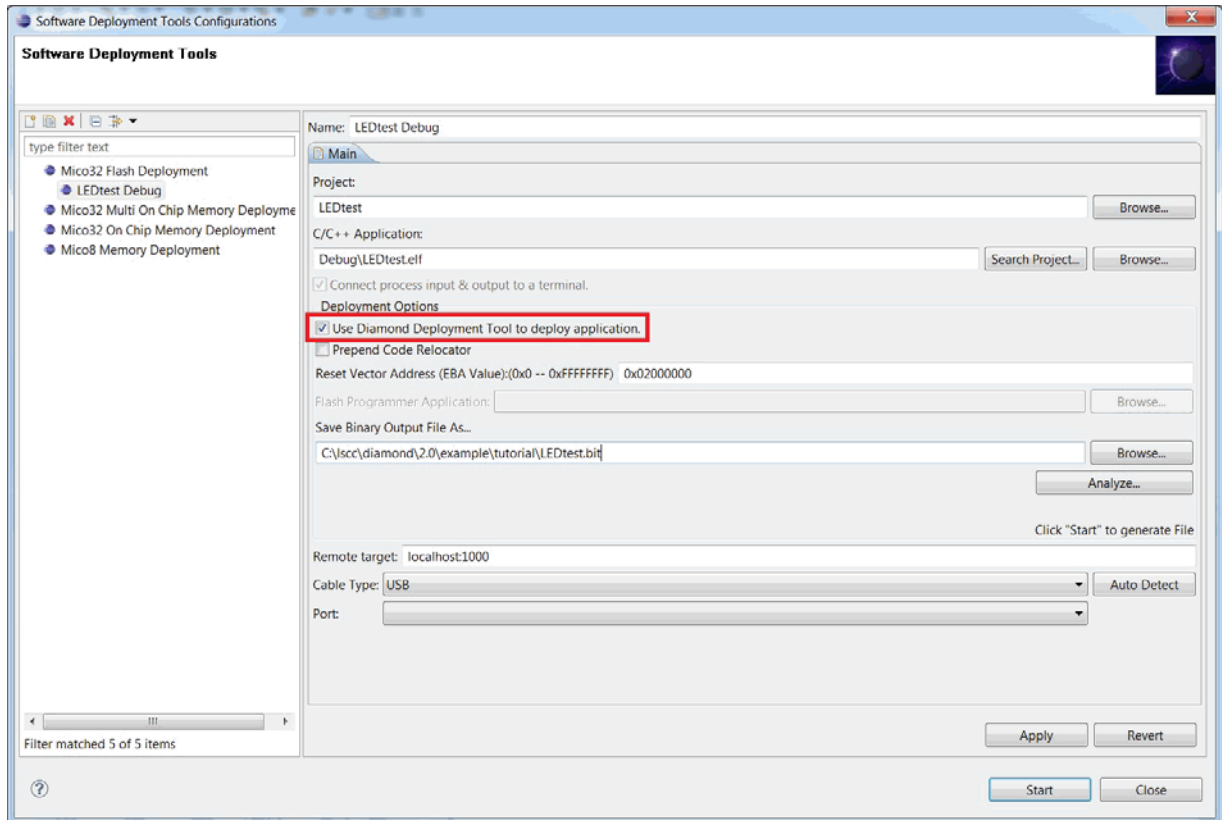 Software Deployment Tools Configurations
Software Deployment Tools
type filter text
Mico32 Flash Deployment
LEDtest Debug
Mico32 Multi On Chip Memory Deployme
Mico32 On Chip Memory Deployment
Mico8 Memory Deployment
Filter matched 5 of 5 items
Name: LEDtest Debug
Main
Project:
LEDtest Browse...
C/C++ Application:
Debug\LEDtest.elf Search Project... Browse...
Connect process input & output to a terminal.
Deployment Options
Use Diamond Deployment Tool to deploy application.
Prepend Code Relocator
Reset Vector Address (EBA Value):(0x0 -- 0xFFFFFFFF) 0x02000000
Flash Programmer Application: Browse...
Save Binary Output File As...
C:\lscc\diamond\2.0\example\tutorial\LEDtest.bit Browse...
Analyze...
Click "Start" to generate File
Remote target: localhost:1000
Cable Type: USB Auto Detect
Port:
Apply Revert
Start Close